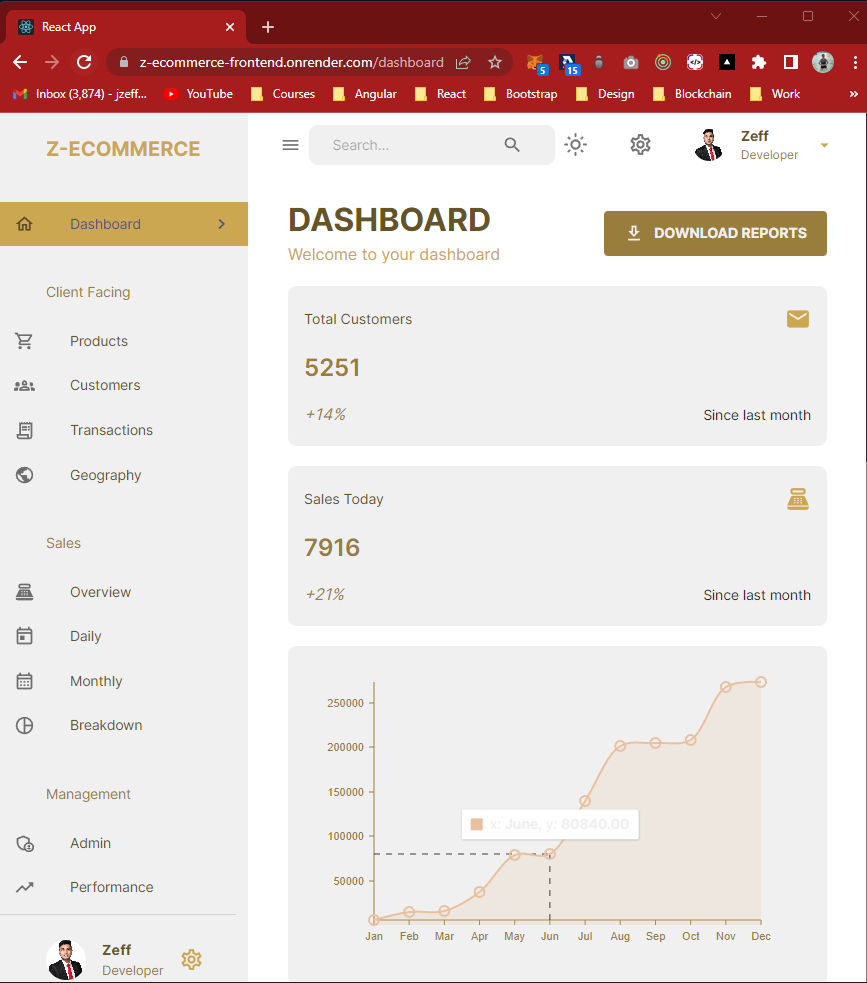 React App
z-ecommerce-frontend.onrender.com/dashboard
5
15
Inbox (3,874) - jzeff...
YouTube
Courses
Angular
React
Bootstrap
Design
Blockchain
Work
»
Z-ECOMMERCE
Search...
Zeff
Developer
Dashboard
Client Facing
Products
Customers
Transactions
Geography
Sales
Overview
Daily
Monthly
Breakdown
Management
Admin
Performance
Zeff
Developer
DASHBOARD
Welcome to your dashboard
DOWNLOAD REPORTS
Total Customers
5251
+14%
Since last month
Sales Today
7916
+21%
Since last month
250000
200000
150000
100000
50000
x: June, y: 80840.00
Jan Feb Mar Apr May Jun Jul Aug Sep Oct Nov Dec